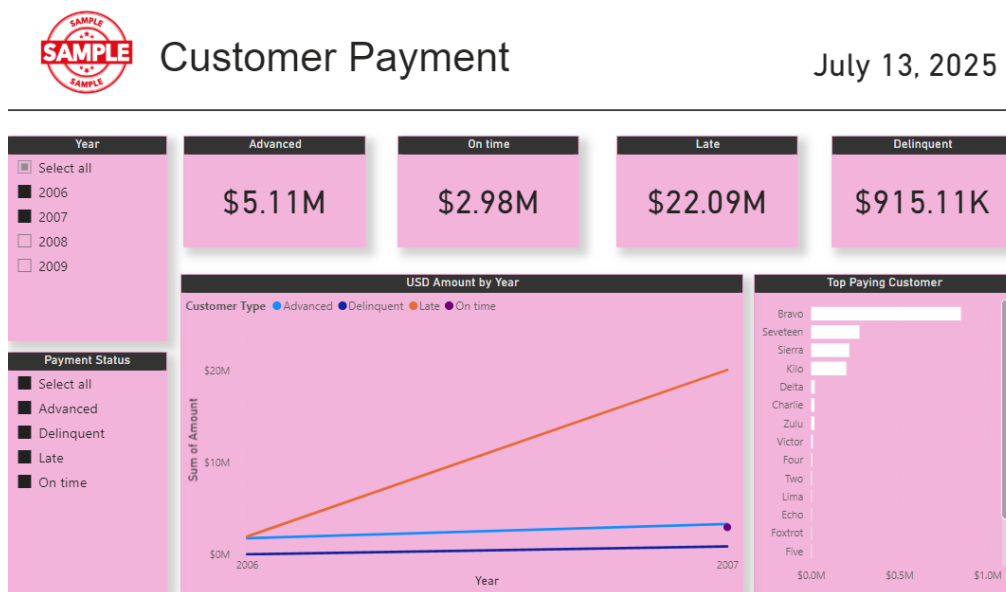 SAMPLE
SAMPLE
SAMPLE
Customer Payment
July 13, 2025
Year
Select all
2006
2007
2008
2009
Advanced
$5.11M
On time
$2.98M
Late
$22.09M
Delinquent
$915.11K
Payment Status
Select all
Advanced
Delinquent
Late
On time
USD Amount by Year
Customer Type Advanced Delinquent Late On time
Sum of Amount
$20M
$10M
$0M
2006
2007
Year
Top Paying Customer
Bravo
Seveteen
Sierra
Kilo
Delta
Charlie
Zulu
Victor
Four
Two
Lima
Echo
Foxtrot
Five
$0.0M
$0.5M
$1.0M